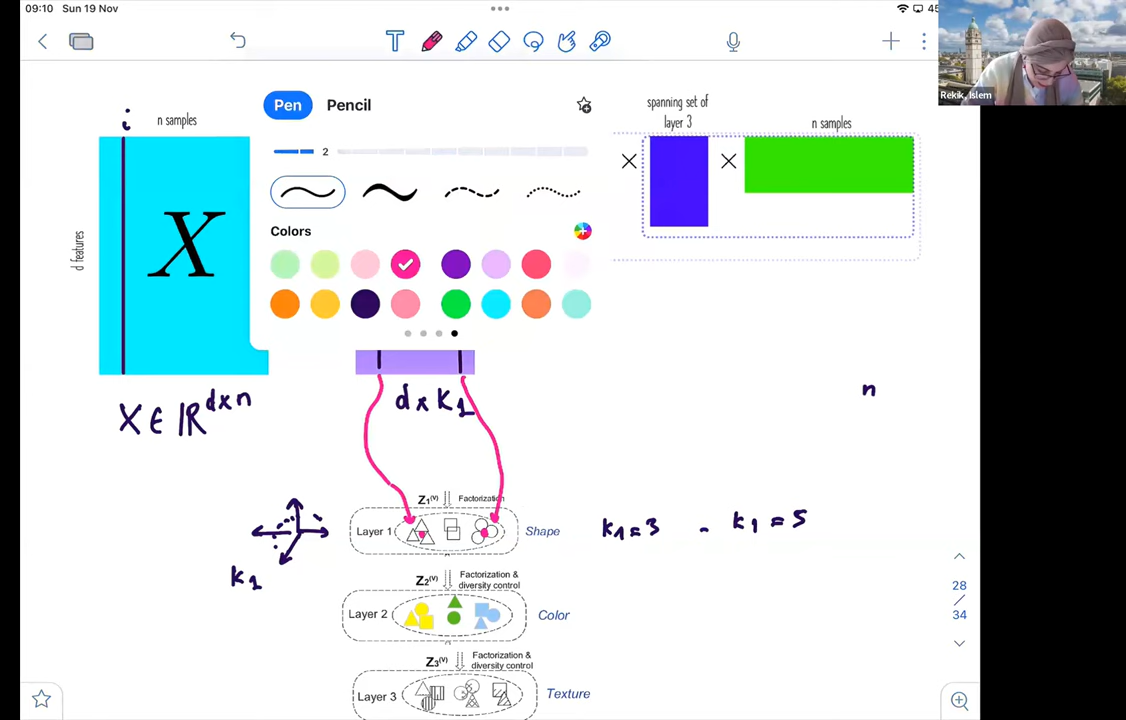 09:10 Sun 19 Nov
45
T
Rekik, Islem
i
n samples
d features
X
X ∈ ℝ^{d×n}
Pen
Pencil
2
Colors
spanning set of
layer 3
×
×
n samples
d × k₁
n
Z₁⁽ⱽ⁾
Factorization
Layer 1
Shape
k₁ = 3 - k₁ = 5
k₁
Z₂⁽ⱽ⁾
Factorization &
diversity control
Layer 2
Color
Z₃⁽ⱽ⁾
Factorization &
diversity control
Layer 3
Texture
28
34